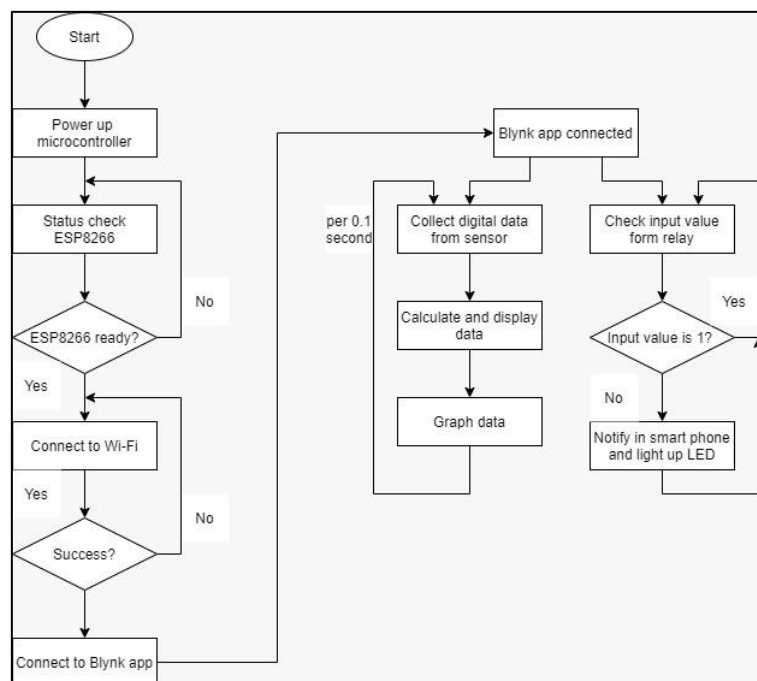 Start
Power up
microcontroller
Status check
ESP8266
No
ESP8266 ready?
Yes
Connect to Wi-Fi
Yes
No
Success?
Connect to Blynk app
Blynk app connected
per 0.1
second
Collect digital data
from sensor
Calculate and display
data
Graph data
Check input value
form relay
Yes
Input value is 1?
No
Notify in smart phone
and light up LED